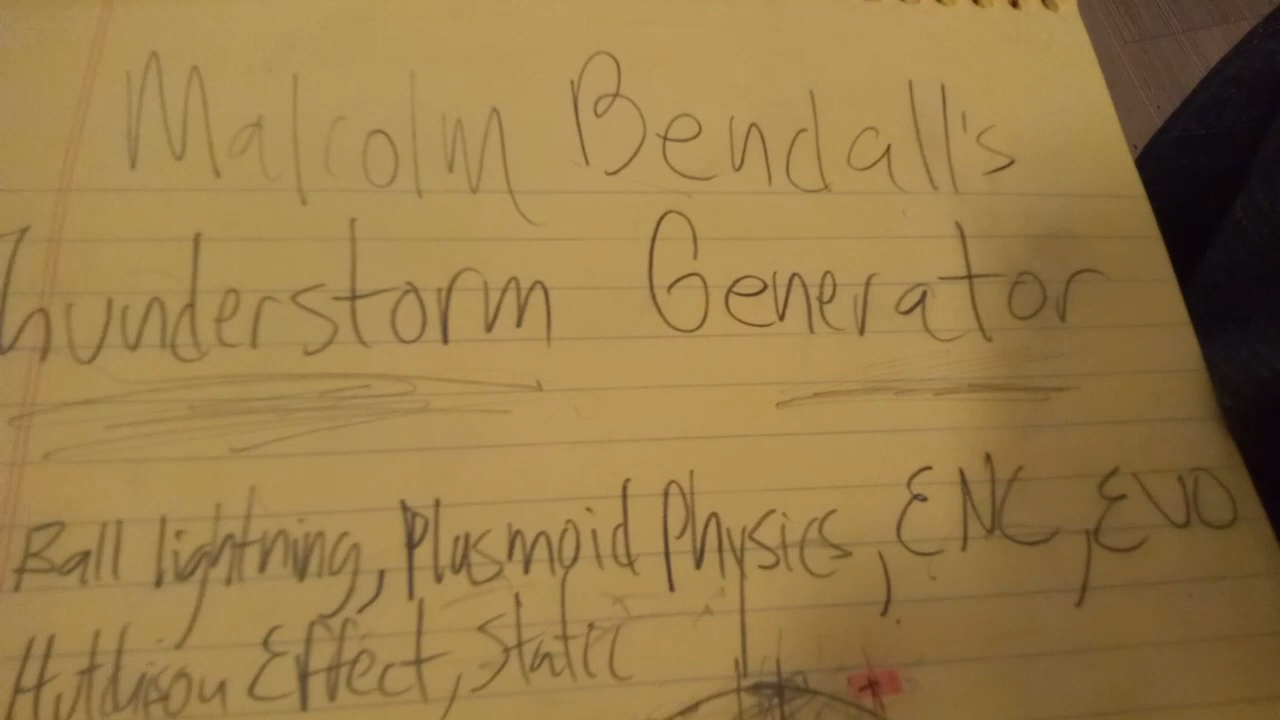 Malcolm Bendall's
Thunderstorm Generator
Ball lightning, Plasmoid Physics, ENC, EVO
Hutchison Effect, Static